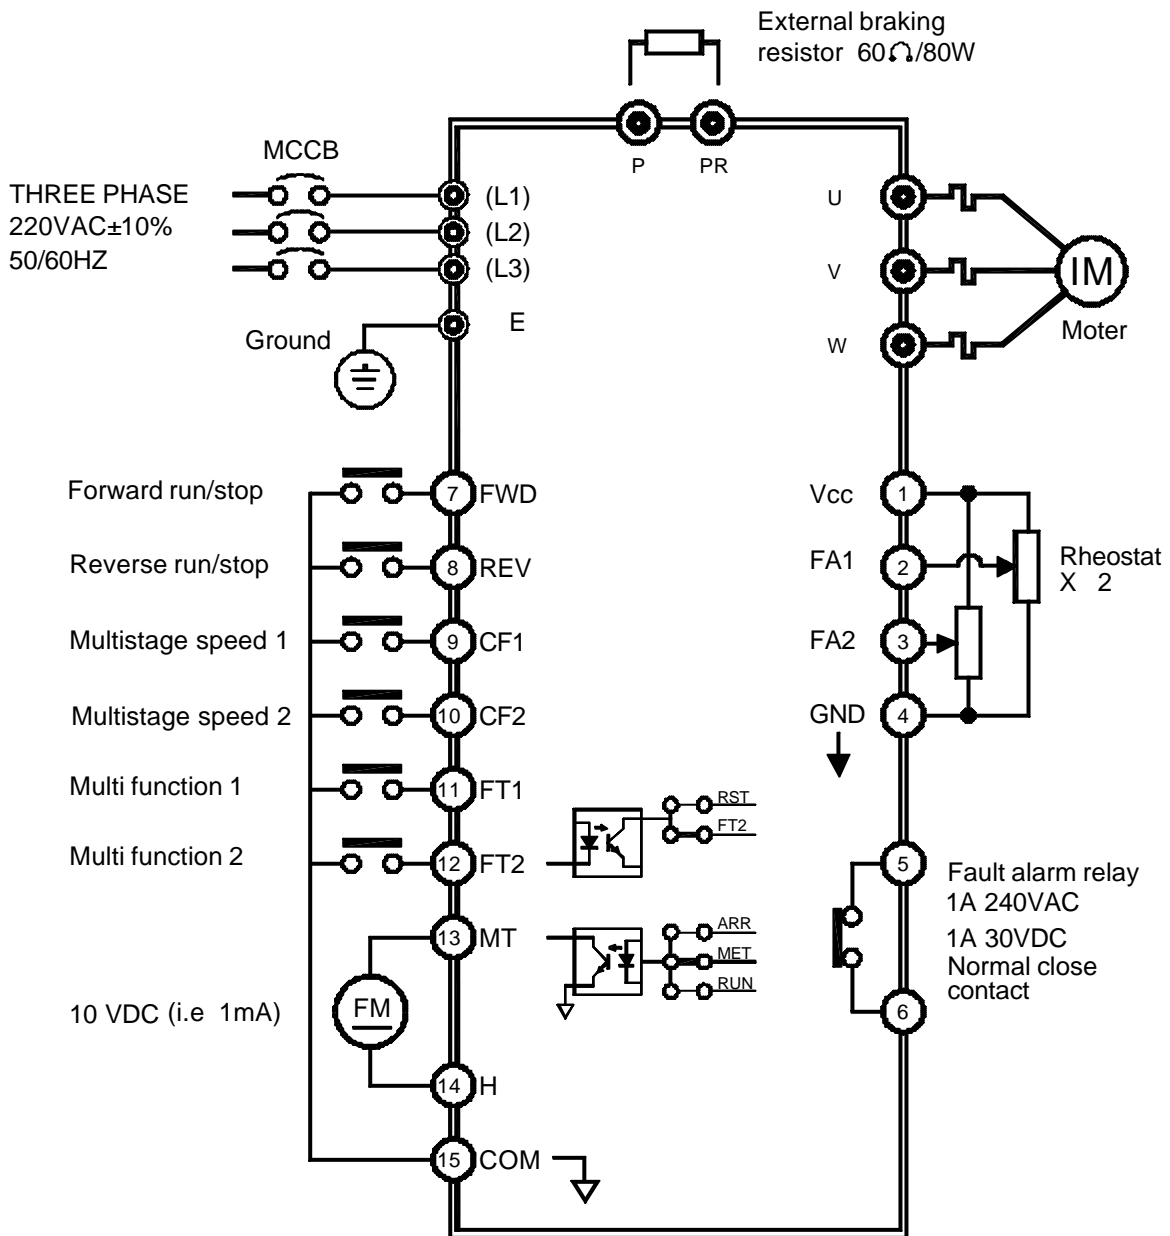 External braking
resistor 60Ω/80W
P
PR
MCCB
THREE PHASE
220VAC±10%
50/60HZ
(L1)
(L2)
(L3)
E
Ground
U
V
W
IM
Moter
Forward run/stop
7
FWD
Reverse run/stop
8
REV
Multistage speed 1
9
CF1
Multistage speed 2
10
CF2
Multi function 1
11
FT1
Multi function 2
12
FT2
RST
FT2
13
MT
ARR
MET
RUN
10 VDC (i.e 1mA)
FM
14
H
15
COM
Vcc
1
FA1
2
Rheostat
X 2
FA2
3
GND
4
5
Fault alarm relay
1A 240VAC
1A 30VDC
Normal close
contact
6